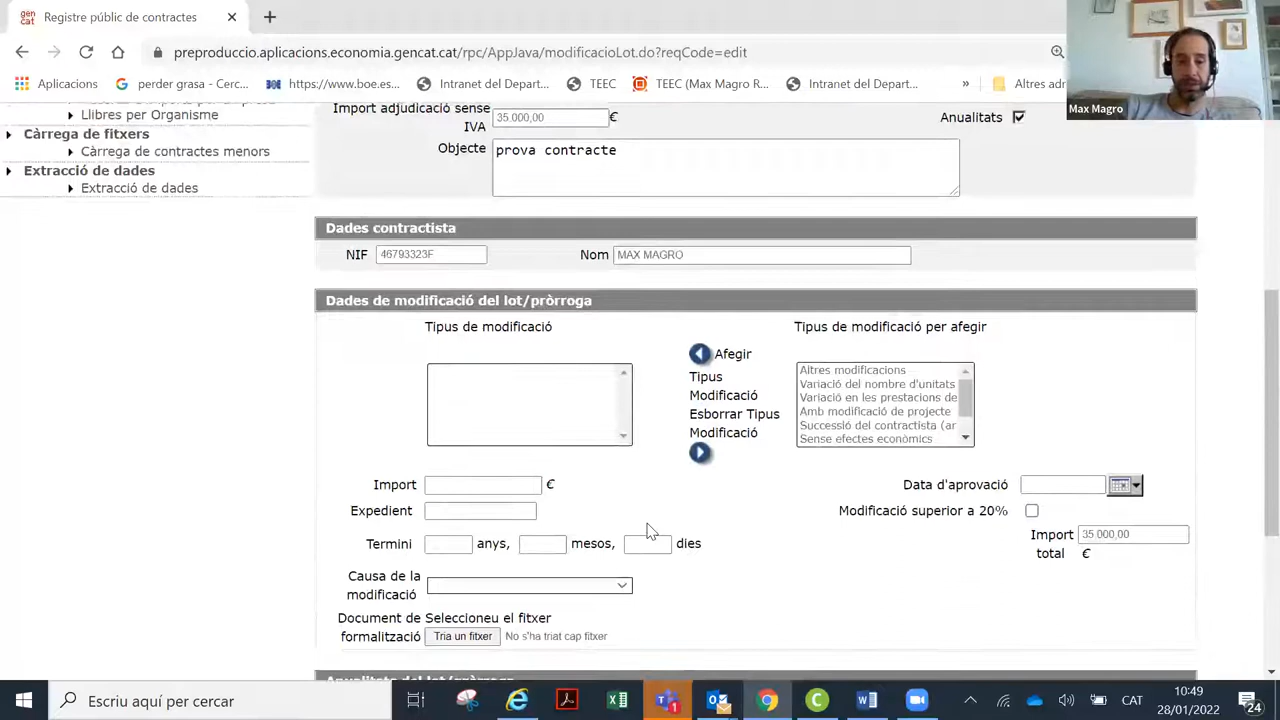 Registre públic de contractes
preproduccio.aplicacions.economia.gencat.cat/rpc/AppJava/modificacioLot.do?reqCode=edit
Aplicacions
perder grasa - Cerc...
https://www.boe.es...
Intranet del Depart...
TEEC
TEEC (Max Magro R...
Intranet del Depart...
»
Altres adr
Max Magro
Llibres per Organisme
Càrrega de fitxers
Càrrega de contractes menors
Extracció de dades
Extracció de dades
Import adjudicació sense IVA
35.000,00
€
Anualitats
Objecte
prova contracte
Dades contractista
NIF
46793323F
Nom
MAX MAGRO
Dades de modificació del lot/pròrroga
Tipus de modificació
Tipus de modificació per afegir
Afegir
Tipus
Modificació
Esborrar Tipus
Modificació
Altres modificacions
Variació del nombre d'unitats
Variació en les prestacions de
Amb modificació de projecte
Successió del contractista (ar
Sense efectes econòmics
Import
€
Data d'aprovació
Expedient
Modificació superior a 20%
Termini
anys,
mesos,
dies
Import
total
35.000,00
€
Causa de la
modificació
Document de
formalització
Seleccioneu el fitxer
Tria un fitxer
No s'ha triat cap fitxer
Anualitats del lot/pròrroga
Escriu aquí per cercar
CAT
10:49
28/01/2022
24